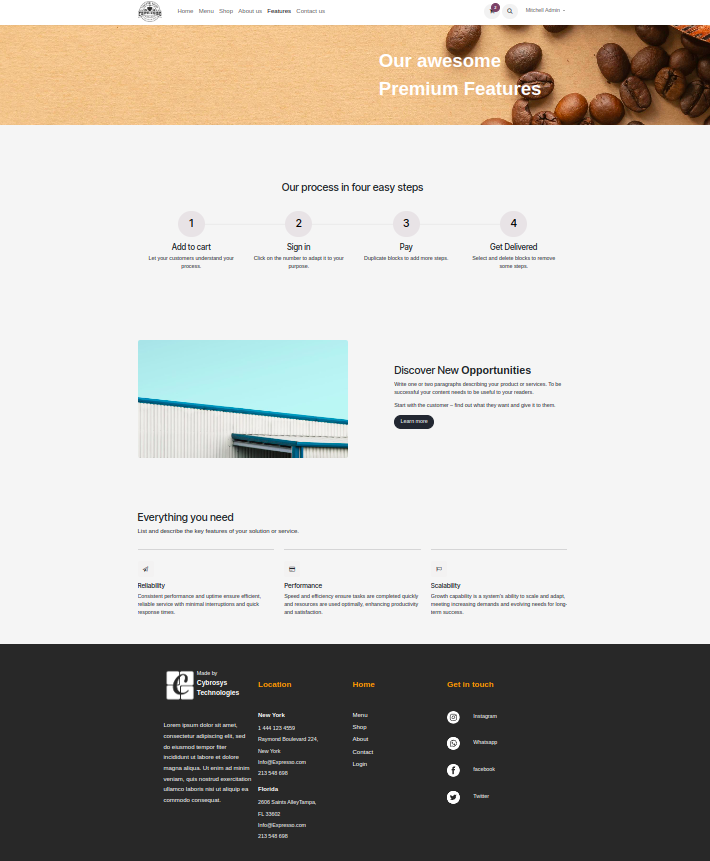 Home Menu Shop About us Features Contact us
Mitchell Admin
Our awesome
Premium Features
Our process in four easy steps
1 2 3 4
Add to cart Sign in Pay Get Delivered
Let your customers understand your process.
Click on the number to adapt it to your purpose.
Duplicate blocks to add more steps.
Select and delete blocks to remove some steps.
Discover New Opportunities
Write one or two paragraphs describing your product or services. To be
successful your content needs to be useful to your readers.
Start with the customer – find out what they want and give it to them.
Learn more
Everything you need
List and describe the key features of your solution or service.
Reliability
Consistent performance and uptime ensure efficient,
reliable service with minimal interruptions and quick
response times.
Performance
Speed and efficiency ensure tasks are completed quickly
and resources are used optimally, enhancing productivity
and satisfaction.
Scalability
Growth capability is a system's ability to scale and adapt,
meeting increasing demands and evolving needs for long-
term success.
Made by
Cybrosys
Technologies
Lorem ipsum dolor sit amet,
consectetur adipiscing elit, sed
do eiusmod tempor fiter
incididunt ut labore et dolore
magna aliqua. Ut enim ad minim
veniam, quis nostrud exercitation
ullamco laboris nisi ut aliquip ea
commodo consequat.
Location
New York
1 444 123 4559
Raymond Boulevard 224,
New York
Info@Espresso.com
213 548 698
Florida
2606 Saints AlleyTampa,
FL 33602
Info@Espresso.com
213 548 698
Home
Menu
Shop
About
Contact
Login
Get in touch
Instagram
Whatsapp
facebook
Twitter